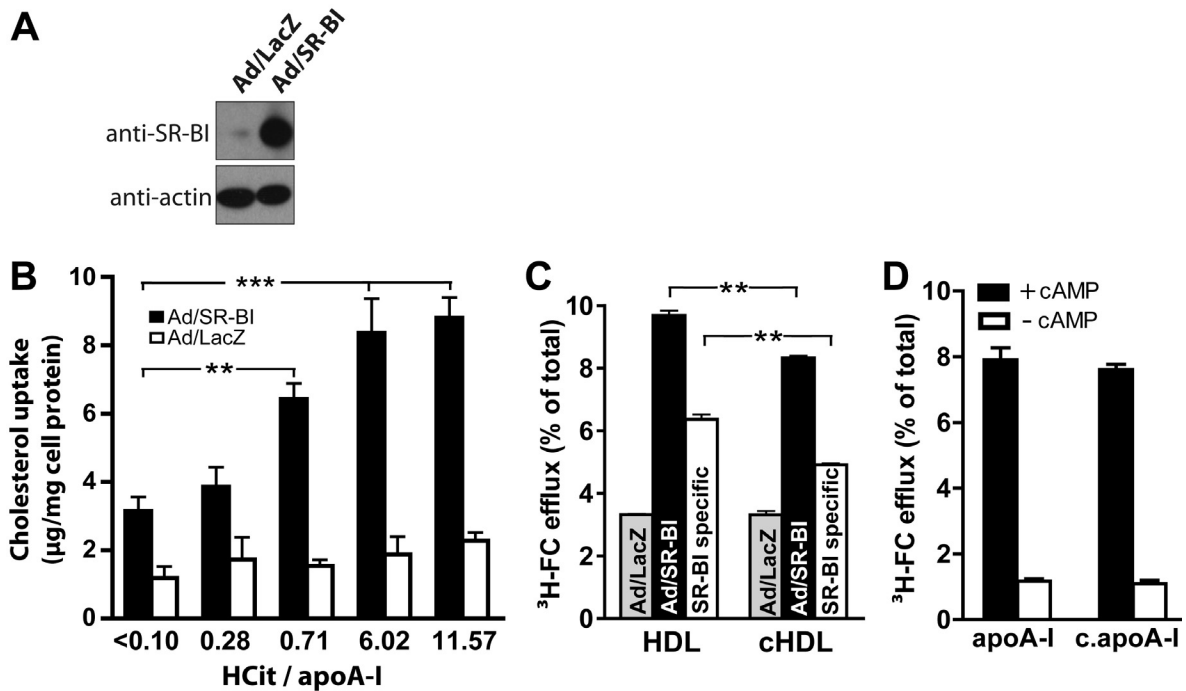 A
Ad/LacZ
Ad/SR-BI
anti-SR-BI
anti-actin
B
Cholesterol uptake
(µg/mg cell protein)
10
8
6
4
2
0
***
Ad/SR-BI
Ad/LacZ
**
<0.10 0.28 0.71 6.02 11.57
HCit / apoA-I
C
³H-FC efflux (% of total)
10
8
6
4
2
0
**
**
Ad/LacZ
Ad/SR-BI
SR-BI specific
Ad/LacZ
Ad/SR-BI
SR-BI specific
HDL cHDL
D
³H-FC efflux (% of total)
10
8
6
4
2
0
+ cAMP
- cAMP
apoA-I c.apoA-I